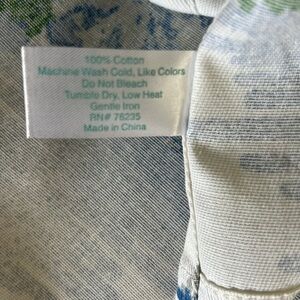 100% Cotton
Machine Wash Cold, Like Colors
Do Not Bleach
Tumble Dry, Low Heat
Gentle Iron
RN# 76235
Made in China